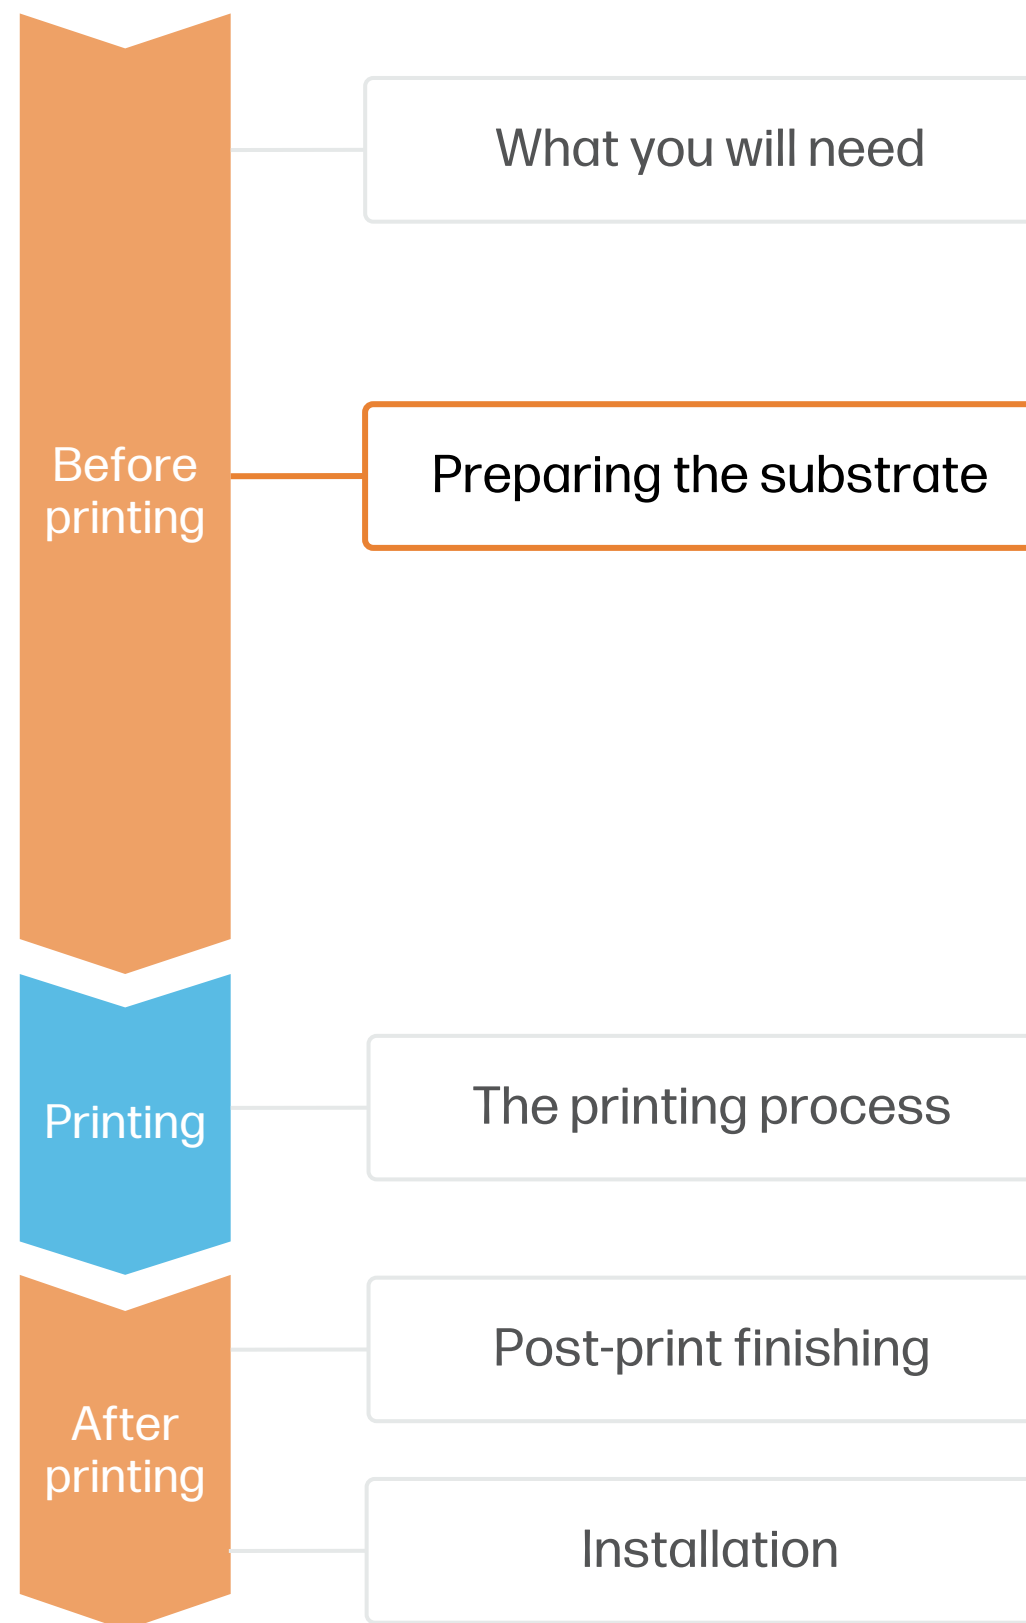 What you will need
Before
printing
Preparing the substrate
Printing
The printing process
After
printing
Post-print finishing
Installation